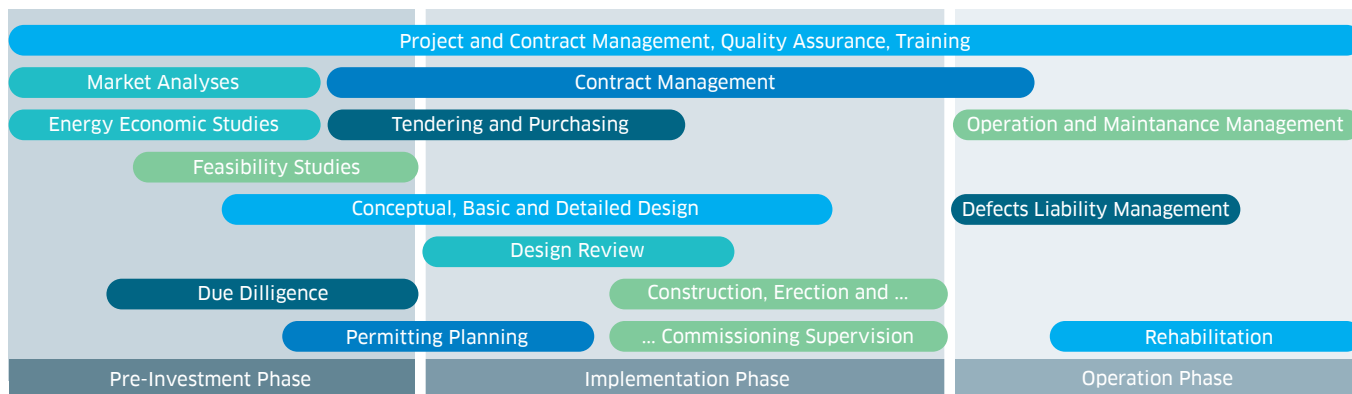 Project and Contract Management, Quality Assurance, Training
Market Analyses
Contract Management
Energy Economic Studies
Tendering and Purchasing
Operation and Maintanance Management
Feasibility Studies
Conceptual, Basic and Detailed Design
Defects Liability Management
Design Review
Due Dilligence
Construction, Erection and ...
Permitting Planning
... Commissioning Supervision
Rehabilitation
Pre-Investment Phase
Implementation Phase
Operation Phase